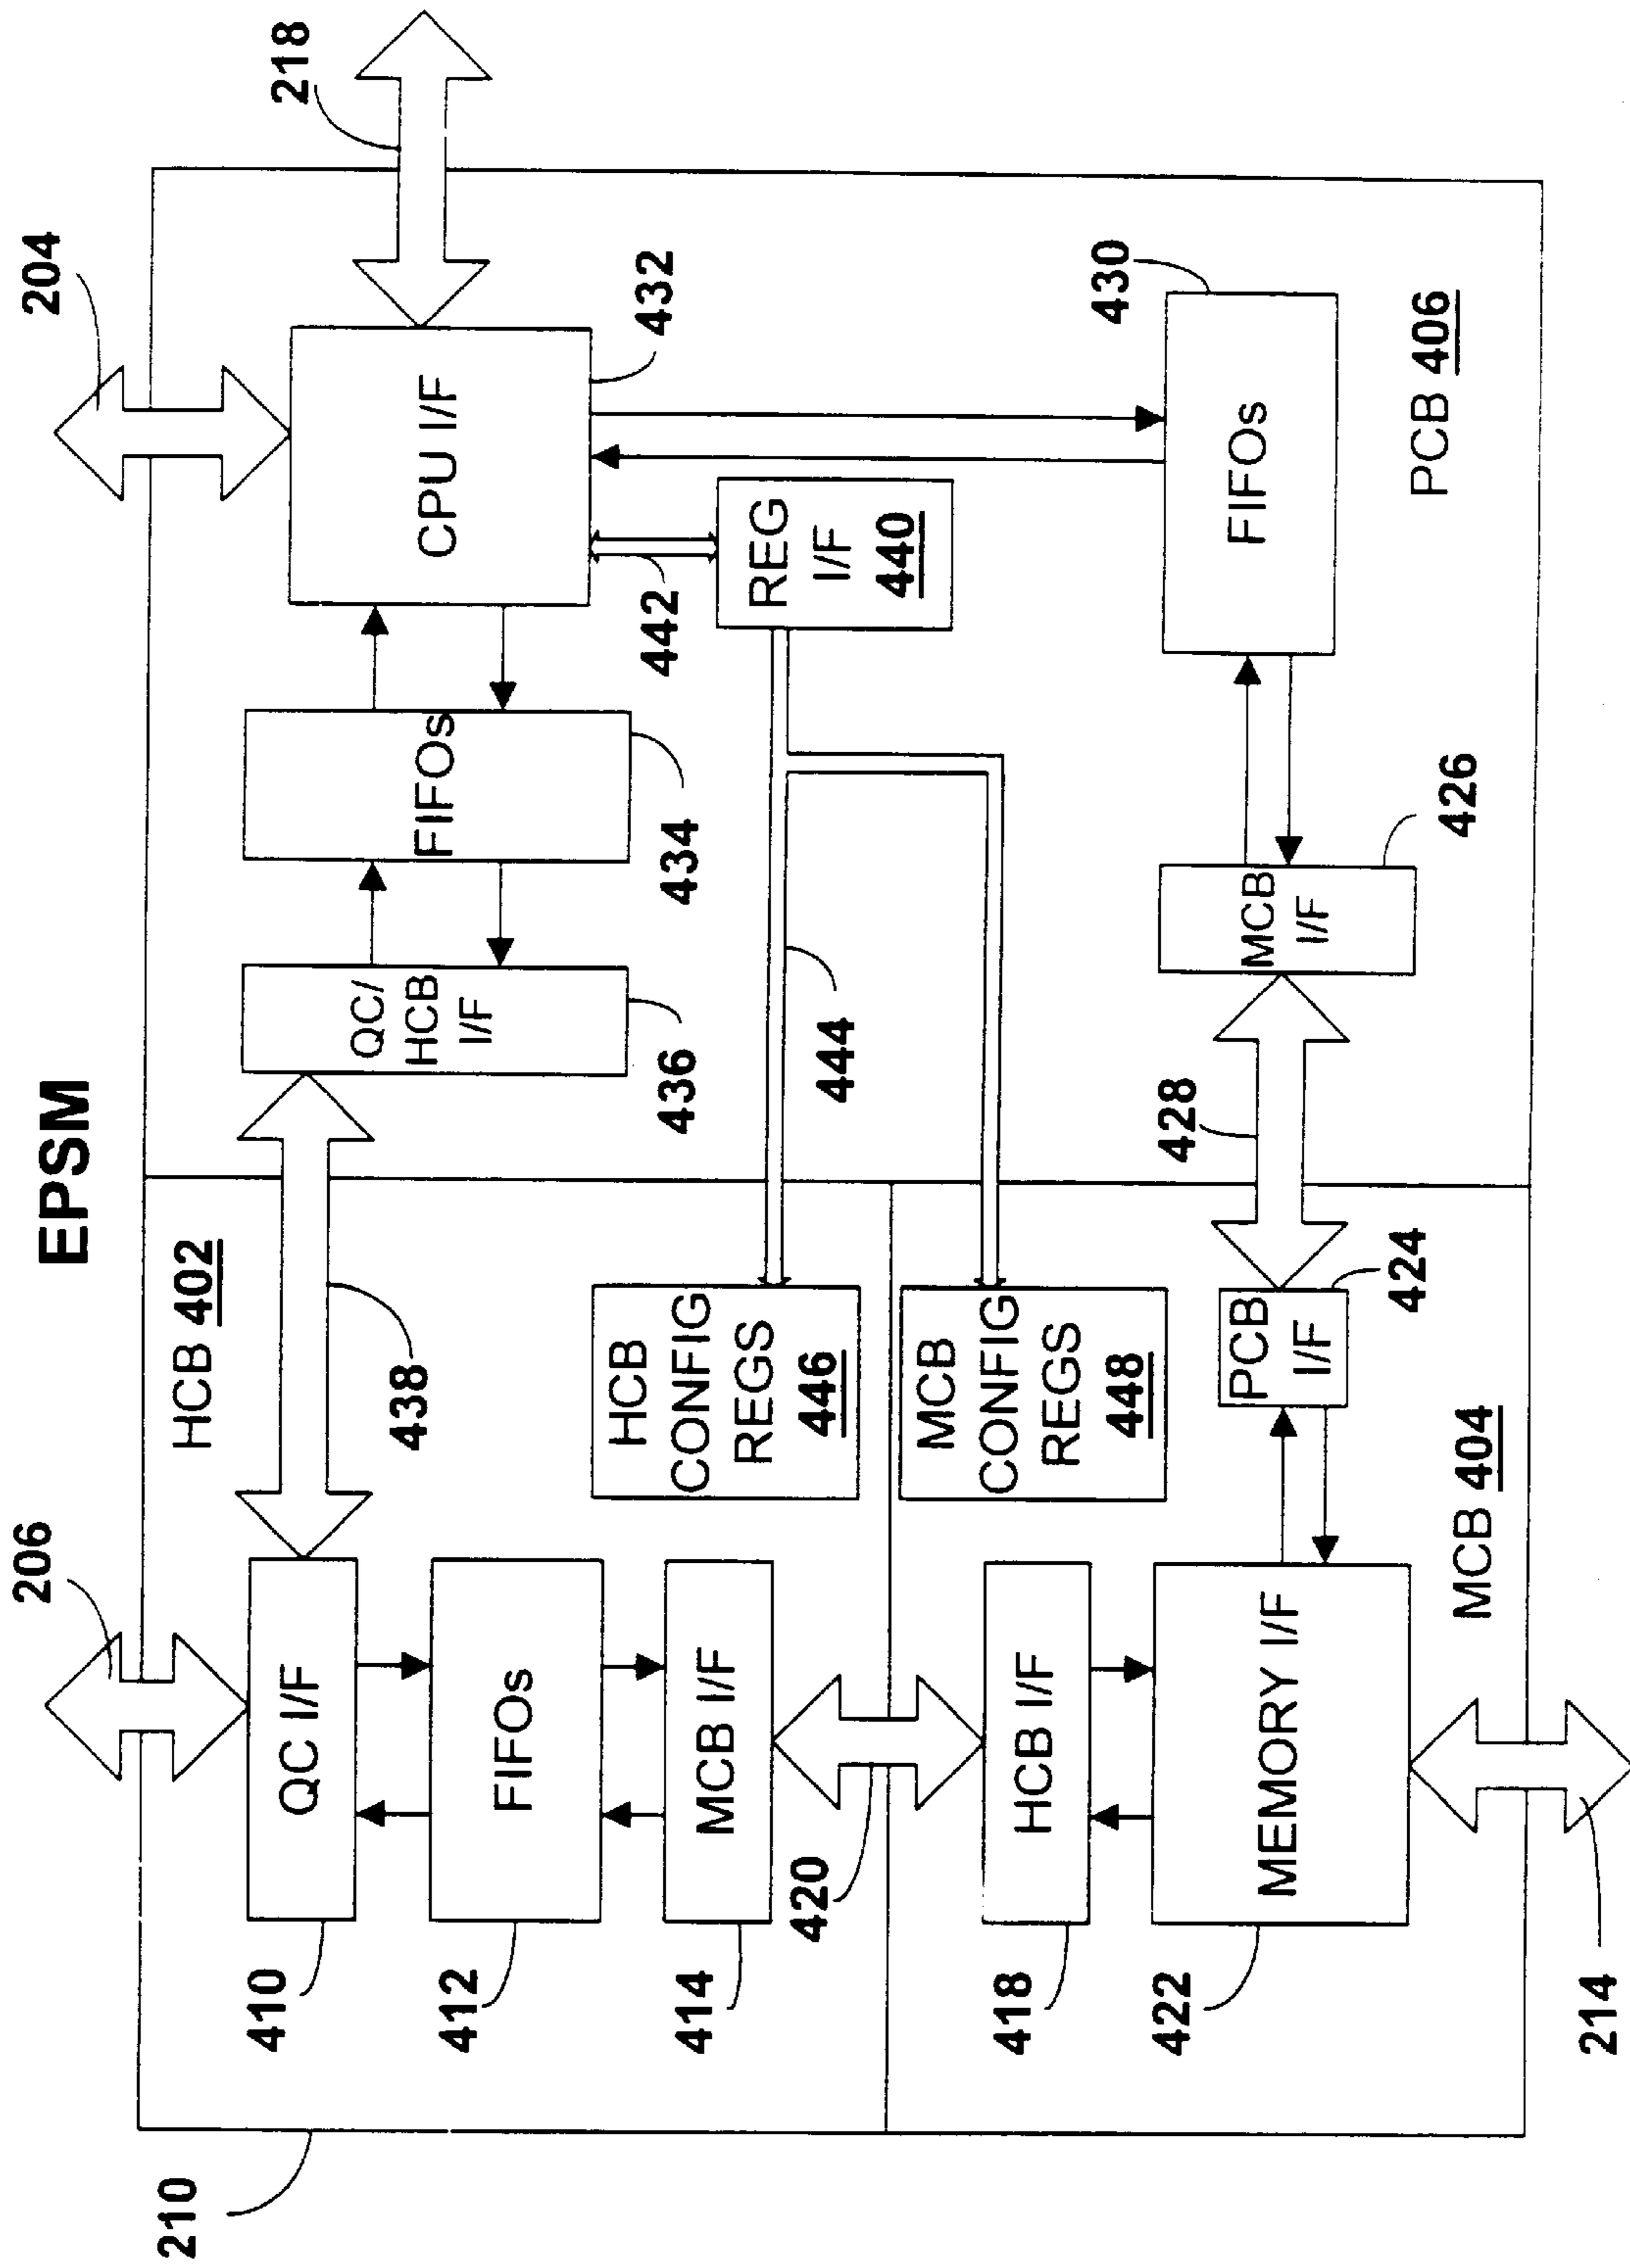 EPSM
210
206
HCB 402
204
218
QC I/F
410
438
QC/
HCB
I/F
436
FIFOs
434
CPU I/F
432
FIFOs
412
MCB I/F
414
HCB
CONFIG
REGS
446
444
442
REG
I/F
440
420
HCB I/F
418
MCB
CONFIG
REGS
448
428
MEMORY I/F
422
PCB
I/F
424
MCB
I/F
426
FIFOs
430
MCB 404
PCB 406
214